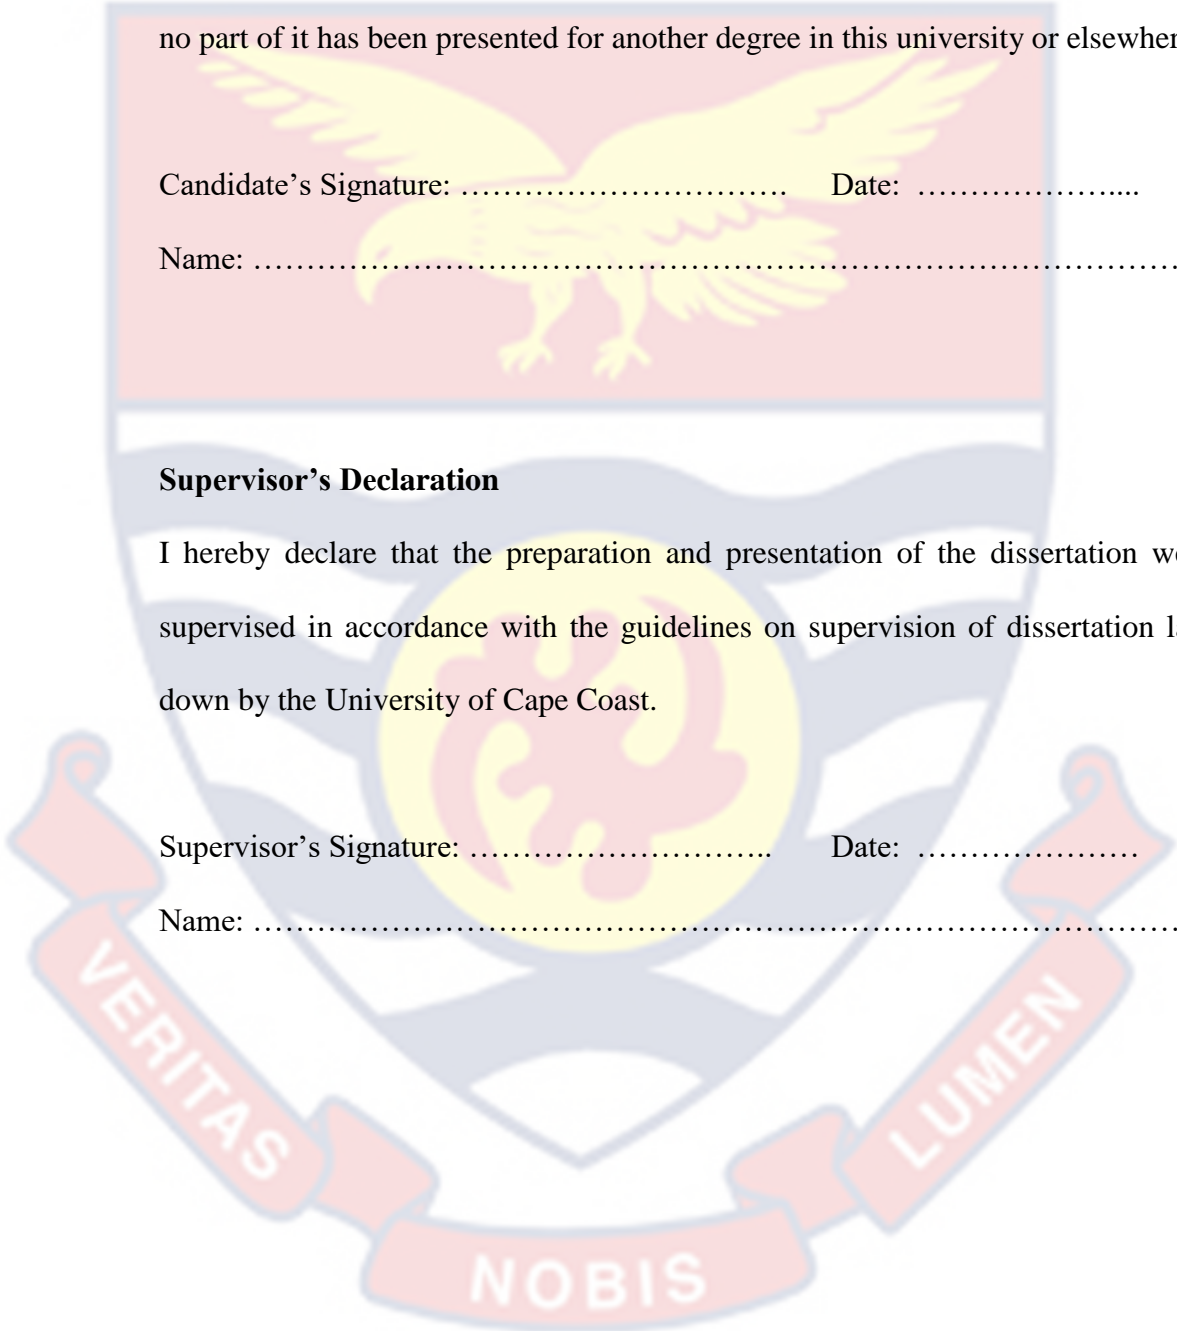 no part of it has been presented for another degree in this university or
Candidate’s Signature: …….………………………. Date: ………………....
Name: ……………………………………………………………………………
Supervisor’s Declaration
I hereby declare that the preparation and presentation of the dissertation
supervised in accordance with the guidelines on supervision of dissertation
down by the University of Cape Coast.
Supervisor’s Signature: ……………………….. Date: …………………
Name: ……………………………………………………………………………
VERITAS
NOBIS
LUMEN